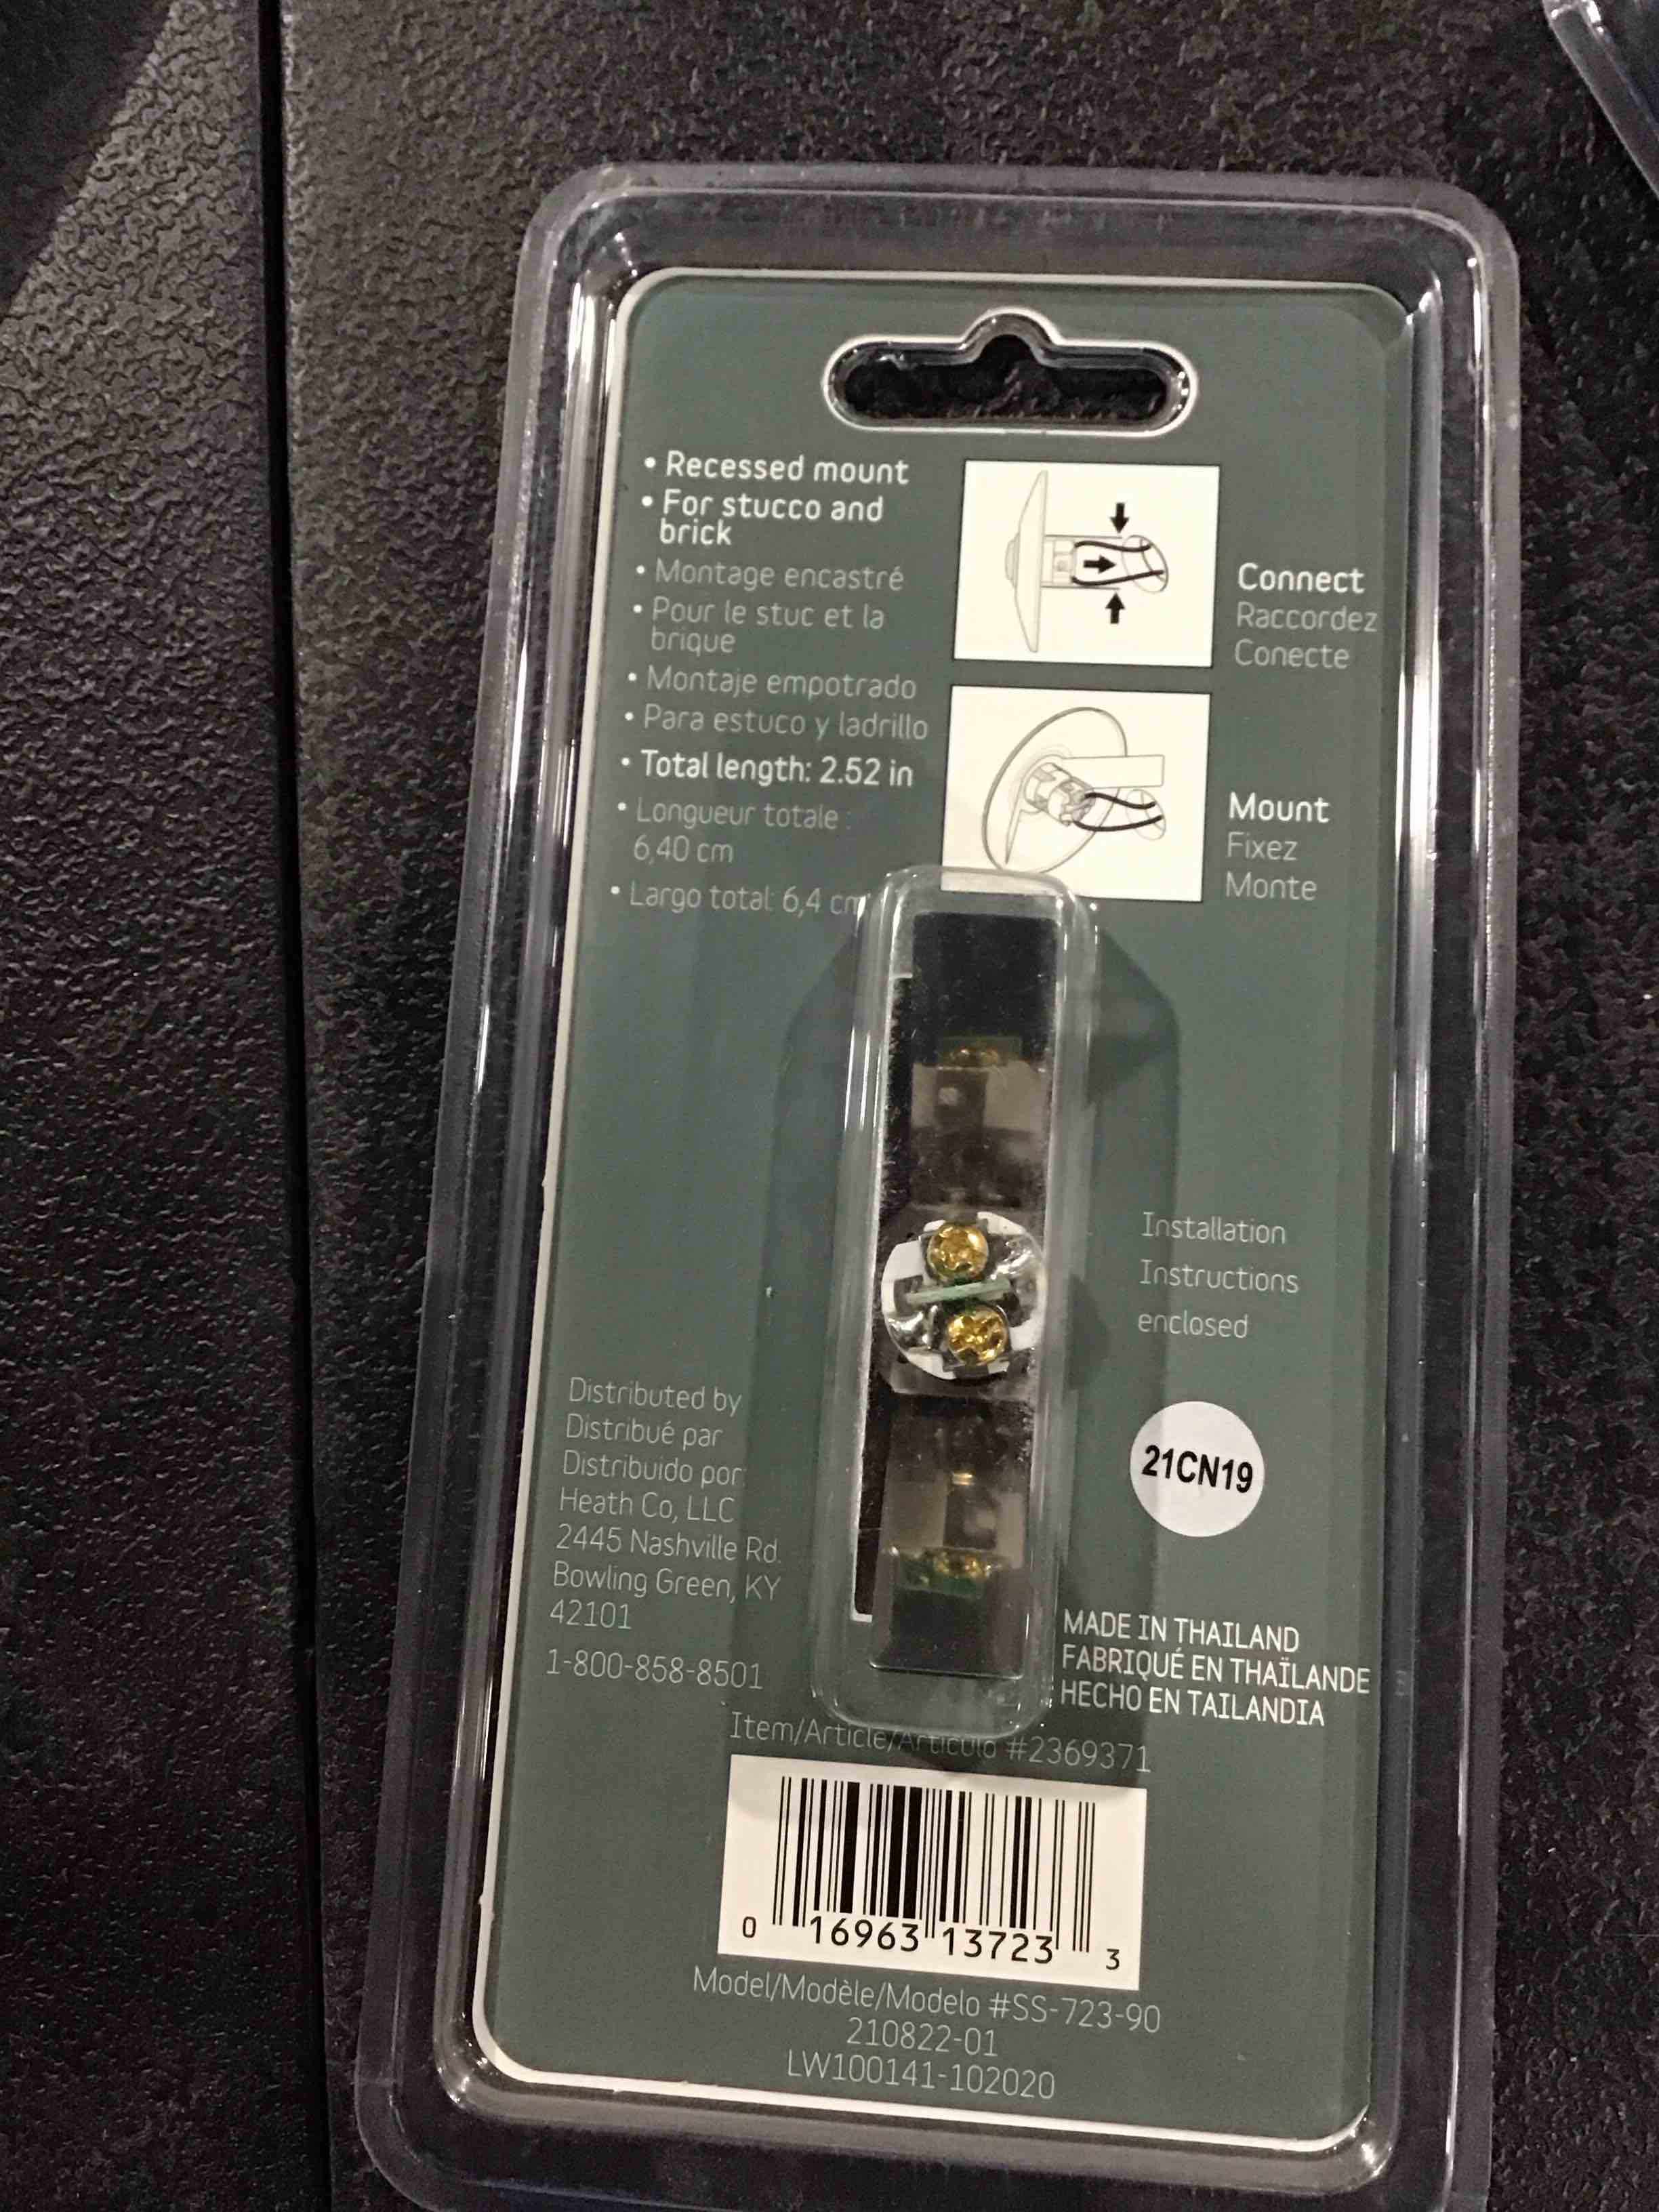 • Recessed mount
• For stucco and
brick
• Montage encastré
• Pour le stuc et la
brique
• Montaje empotrado
• Para estuco y ladrillo
• Total length: 2.52 in
• Longueur totale :
6,40 cm
• Largo total: 6,4 cm
Connect
Raccordez
Conecte
Mount
Fixez
Monte
Installation
Instructions
enclosed
21CN19
Distributed by
Distribué par
Distribuido por:
Heath Co, LLC
2445 Nashville Rd.
Bowling Green, KY
42101
1-800-858-8501
MADE IN THAILAND
FABRIQUÉ EN THAÏLANDE
HECHO EN TAILANDIA
Item/Article/Artículo #2369371
0 16963 13723 3
Model/Modèle/Modelo #SS-723-90
210822-01
LW100141-102020